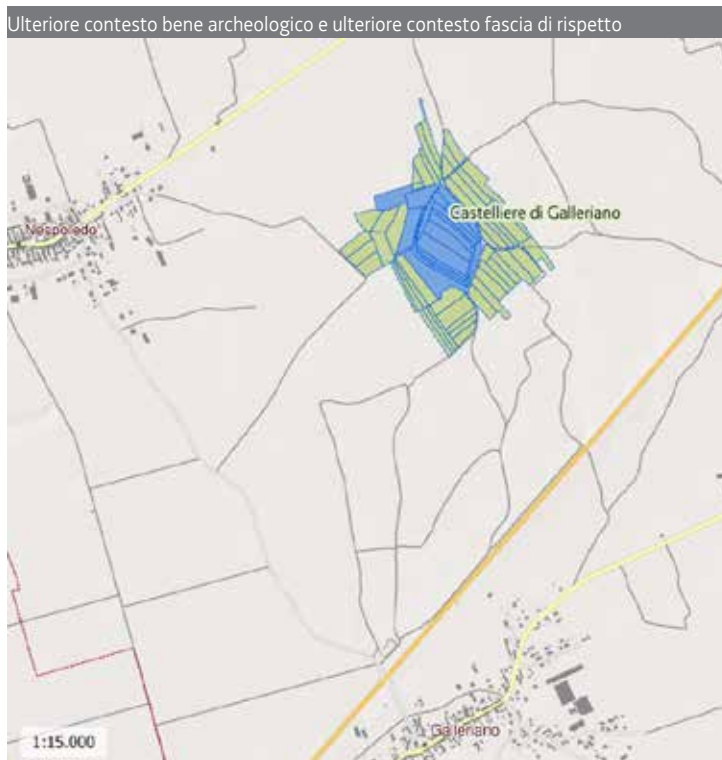 Ulteriore contesto bene archeologico e ulteriore contesto fascia di rispetto
Castelliere di Galleriano
Nespoledo
Galleriano
1:15.000